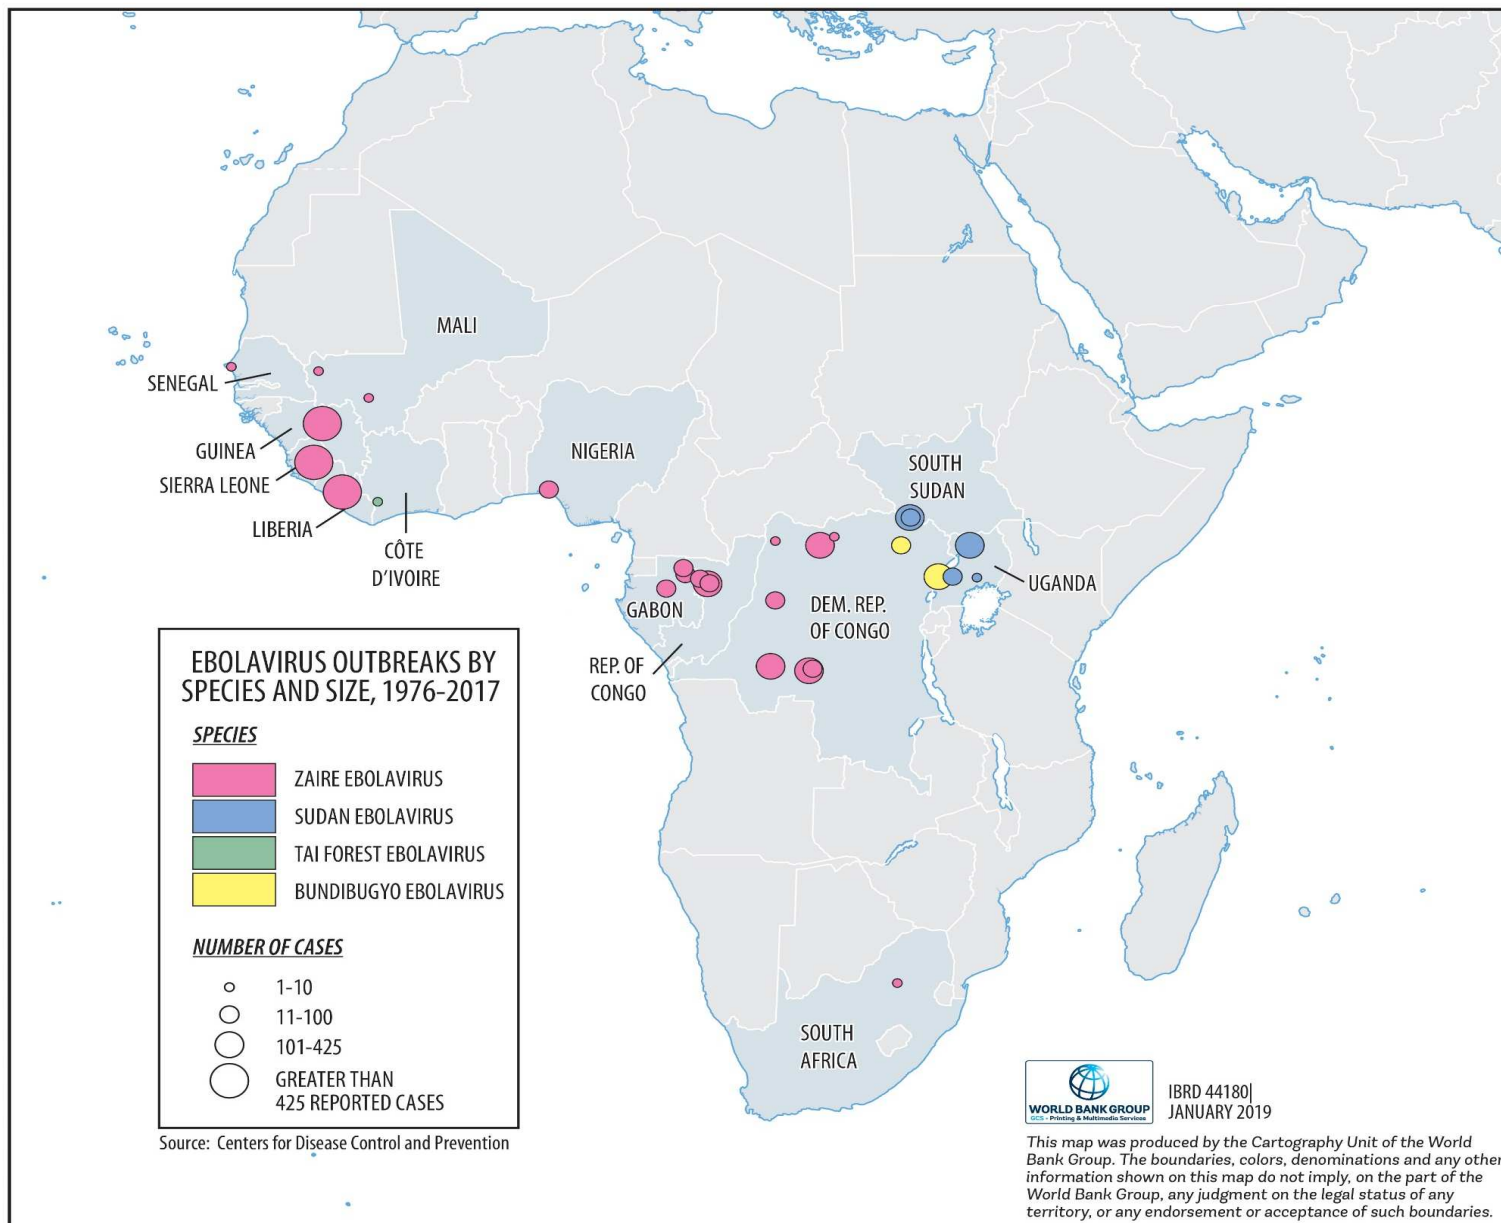 MALI
SENEGAL
GUINEA
SIERRA LEONE
LIBERIA
CÔTE
D'IVOIRE
NIGERIA
SOUTH
SUDAN
UGANDA
GABON
DEM. REP.
OF CONGO
REP. OF
CONGO
SOUTH
AFRICA
EBOLAVIRUS OUTBREAKS BY
SPECIES AND SIZE, 1976-2017
SPECIES
ZAIRE EBOLAVIRUS
SUDAN EBOLAVIRUS
TAI FOREST EBOLAVIRUS
BUNDIBUGYO EBOLAVIRUS
NUMBER OF CASES
1-10
11-100
101-425
GREATER THAN
425 REPORTED CASES
Source: Centers for Disease Control and Prevention
WORLD BANK GROUP
GCS - Printing & Multimedia Services
IBRD 44180|
JANUARY 2019
This map was produced by the Cartography Unit of the World
Bank Group. The boundaries, colors, denominations and any other
information shown on this map do not imply, on the part of the
World Bank Group, any judgment on the legal status of any
territory, or any endorsement or acceptance of such boundaries.